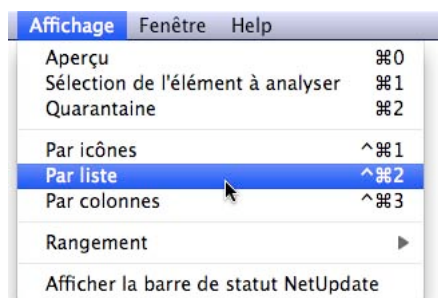 Affichage Fenêtre Help
Aperçu ⌘0
Sélection de l'élément à analyser ⌘1
Quarantaine ⌘2
Par icônes ^⌘1
Par liste ^⌘2
Par colonnes ^⌘3
Rangement ▶
Afficher la barre de statut NetUpdate